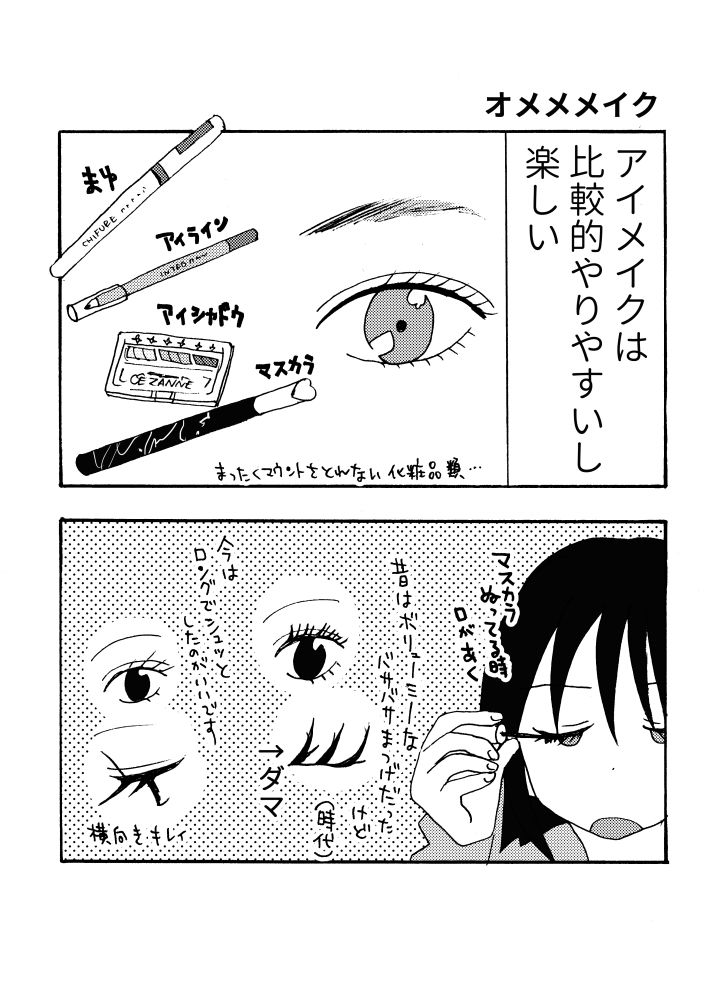 オメメメイク
アイメイクは
比較的やりやすいし
楽しい
まゆ
CHIFURE
アイライン
INTEG
アイシャドウ
CEZANNE
マスカラ
まったくマウントをとれない化粧品類…
マスカラ
ぬってる時
口があく
昔はボリューミーな
バサバサまつげだった
けど
(時代)
→ダマ
今は
ロングでシュッと
したのがいいです
横向きキレイ